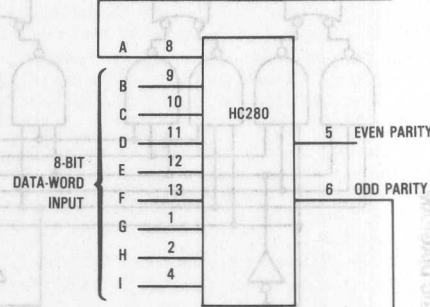 A 8
B 9
C 10
HC280
D 11
5 EVEN PARITY
8-BIT
DATA-WORD
INPUT
E 12
F 13
6 ODD PARITY
G 1
H 2
I 4